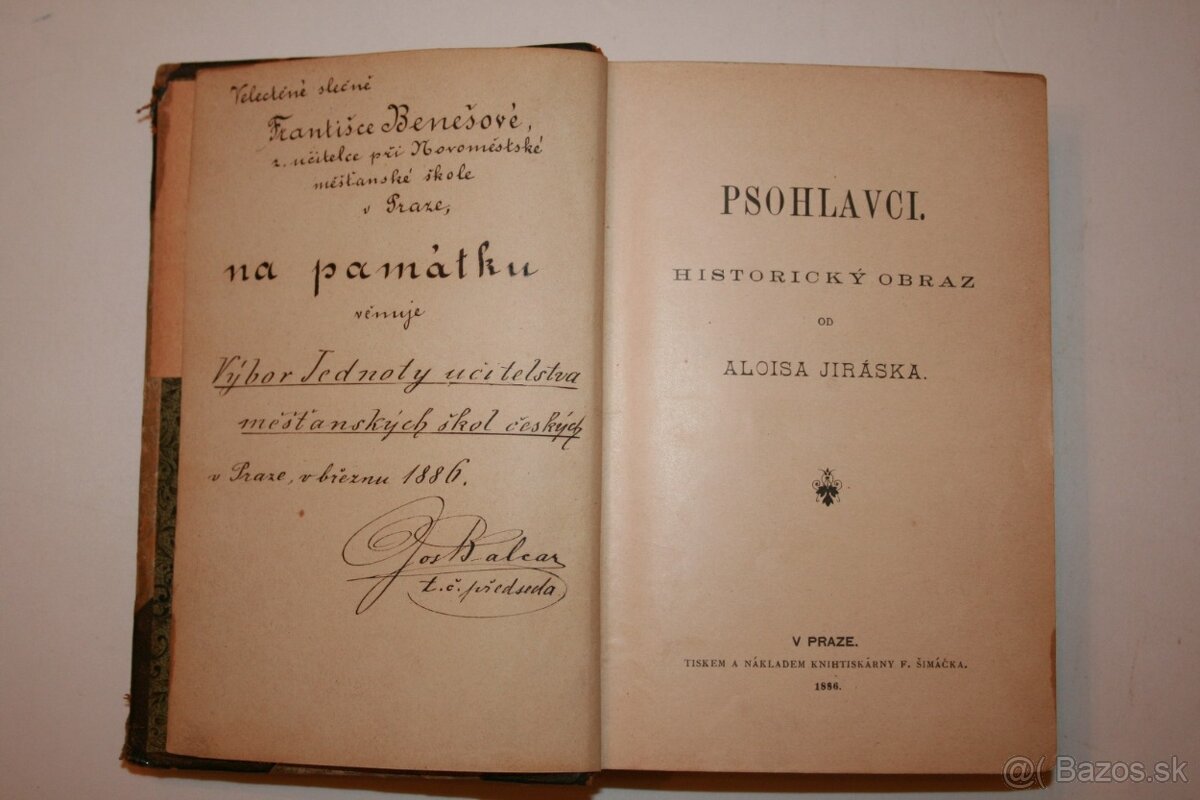 Velectěné slečně
Františce Benešové,
z. učitelce při Novoměstské
měšťanské škole
v Praze,
na památku
věnuje
Výbor Jednoty učitelstva
měšťanských škol českých
v Praze, v březnu 1886.
Jos Balcar
t. č. předseda
PSOHLAVCI.
HISTORICKÝ OBRAZ
OD
ALOISA JIRÁSKA.
V PRAZE.
TISKEM A NÁKLADEM KNIHTISKÁRNY F. ŠIMÁČKA.
1886.
@( Bazos.sk